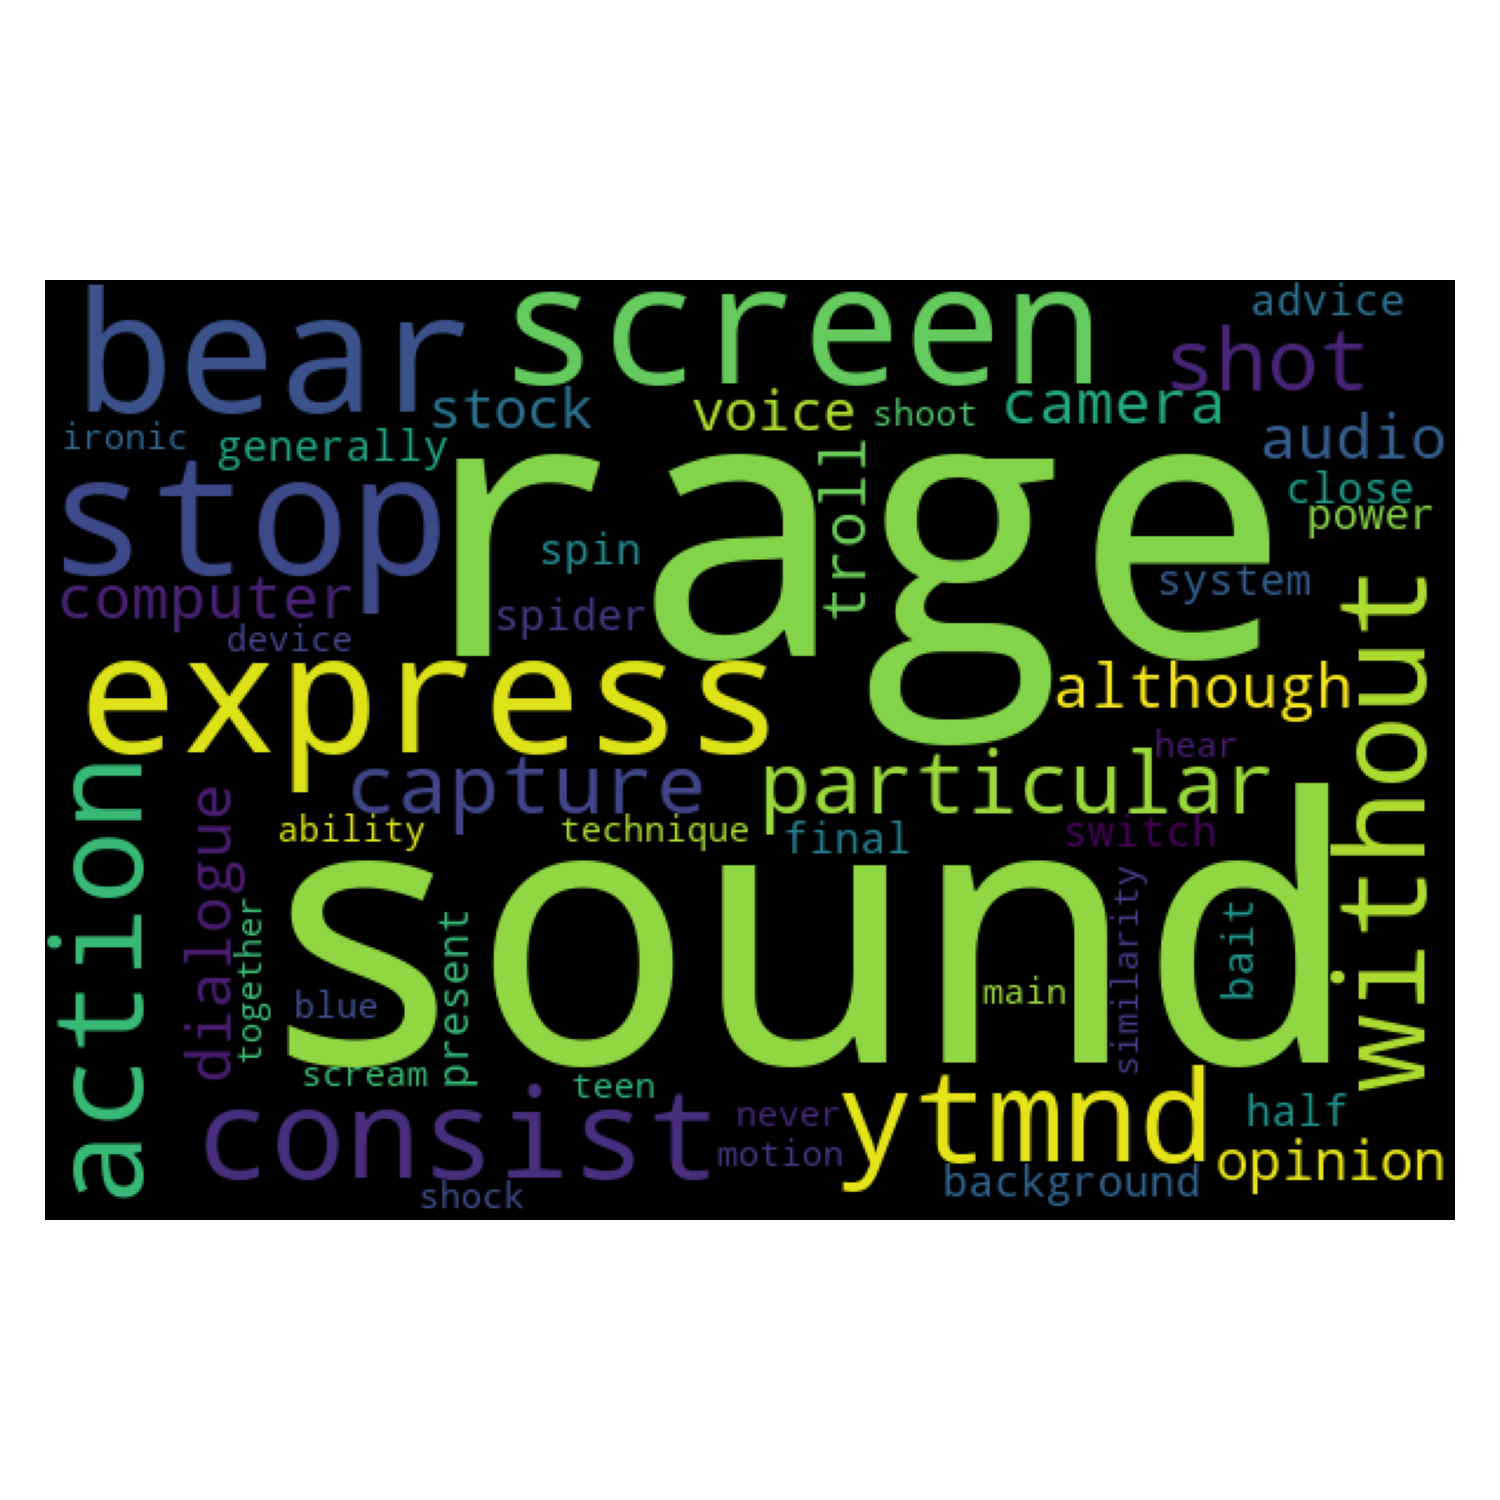 bear
screen
advice
shot
stock
voice
shoot
camera
audio
ironic
generally
rage
troll
close
power
stop
spin
system
computer
spider
device
express
although
without
hear
capture
particular
action
dialogue
ability
technique
final
switch
sound
together
present
blue
main
similarity
bait
scream
teen
consist
never
ytmnd
half
motion
opinion
background
shock